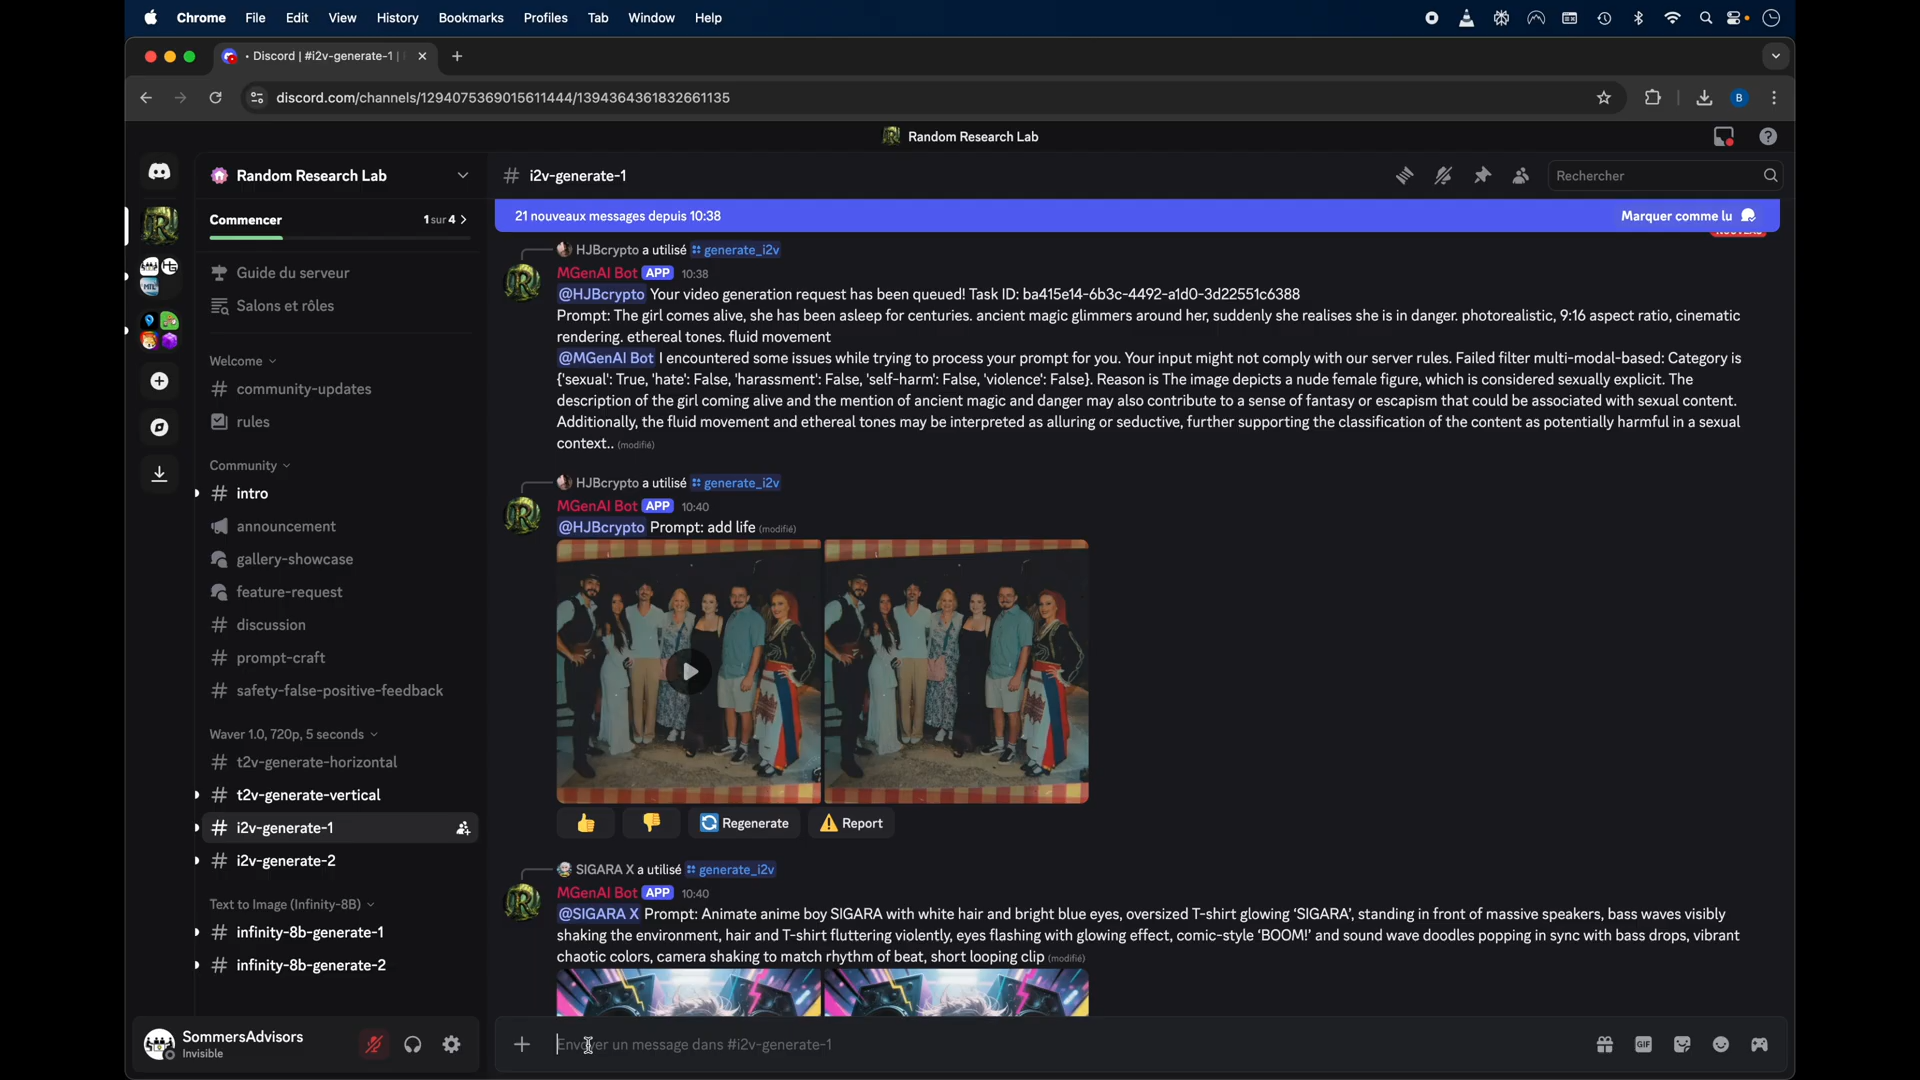 Chrome File Edit View History Bookmarks Profiles Tab Window Help
• Discord | #i2v-generate-1 |
discord.com/channels/1294075369015611444/1394364361832661135
B
Random Research Lab
Random Research Lab
Commencer 1 sur 4
Guide du serveur
Salons et rôles
Welcome
community-updates
rules
Community
intro
announcement
gallery-showcase
feature-request
discussion
prompt-craft
safety-false-positive-feedback
Waver 1.0, 720p, 5 seconds
t2v-generate-horizontal
t2v-generate-vertical
i2v-generate-1
i2v-generate-2
Text to Image (Infinity-8B)
infinity-8b-generate-1
infinity-8b-generate-2
SommersAdvisors
Invisible
i2v-generate-1
Rechercher
21 nouveaux messages depuis 10:38 Marquer comme lu
HJBcrypto a utilisé generate_i2v
MGenAI Bot APP 10:38
@HJBcrypto Your video generation request has been queued! Task ID: ba415e14-6b3c-4492-a1d0-3d22551c6388
Prompt: The girl comes alive, she has been asleep for centuries. ancient magic glimmers around her, suddenly she realises she is in danger. photorealistic, 9:16 aspect ratio, cinematic
rendering. ethereal tones. fluid movement
@MGenAI Bot I encountered some issues while trying to process your prompt for you. Your input might not comply with our server rules. Failed filter multi-modal-based: Category is
{'sexual': True, 'hate': False, 'harassment': False, 'self-harm': False, 'violence': False}. Reason is The image depicts a nude female figure, which is considered sexually explicit. The
description of the girl coming alive and the mention of ancient magic and danger may also contribute to a sense of fantasy or escapism that could be associated with sexual content.
Additionally, the fluid movement and ethereal tones may be interpreted as alluring or seductive, further supporting the classification of the content as potentially harmful in a sexual
context.. (modifié)
HJBcrypto a utilisé generate_i2v
MGenAI Bot APP 10:40
@HJBcrypto Prompt: add life (modifié)
Regenerate Report
SIGARA X a utilisé generate_i2v
MGenAI Bot APP 10:40
@SIGARA X Prompt: Animate anime boy SIGARA with white hair and bright blue eyes, oversized T-shirt glowing 'SIGARA', standing in front of massive speakers, bass waves visibly
shaking the environment, hair and T-shirt fluttering violently, eyes flashing with glowing effect, comic-style 'BOOM!' and sound wave doodles popping in sync with bass drops, vibrant
chaotic colors, camera shaking to match rhythm of beat, short looping clip (modifié)
Envoyer un message dans #i2v-generate-1
GIF